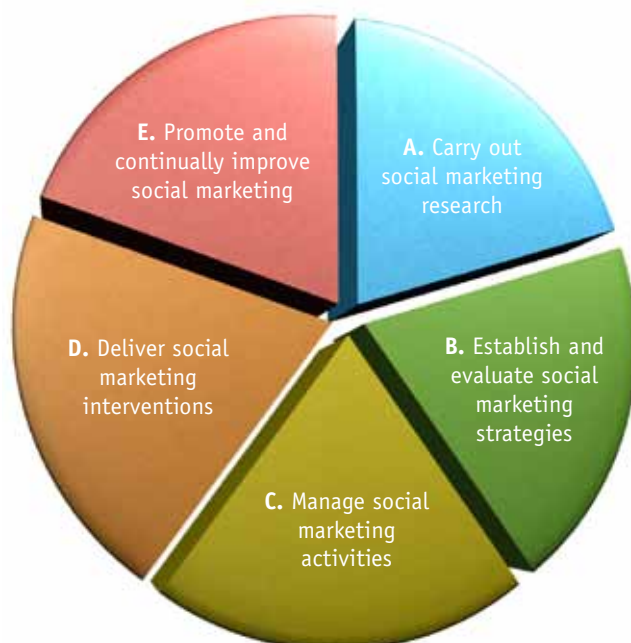 A. Carry out
social marketing
research
B. Establish and
evaluate social
marketing
strategies
C. Manage social
marketing
activities
D. Deliver social
marketing
interventions
E. Promote and
continually improve
social marketing